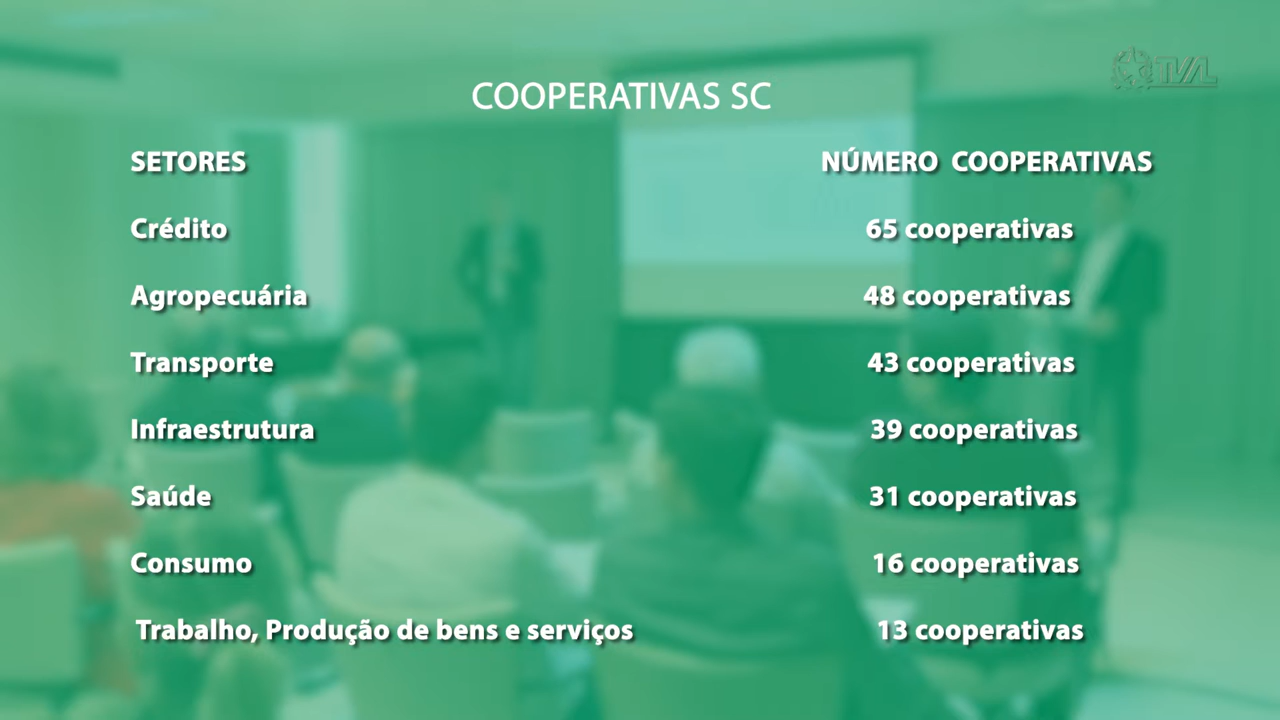 TVAL
COOPERATIVAS SC
SETORES NÚMERO COOPERATIVAS
Crédito 65 cooperativas
Agropecuária 48 cooperativas
Transporte 43 cooperativas
Infraestrutura 39 cooperativas
Saúde 31 cooperativas
Consumo 16 cooperativas
Trabalho, Produção de bens e serviços 13 cooperativas